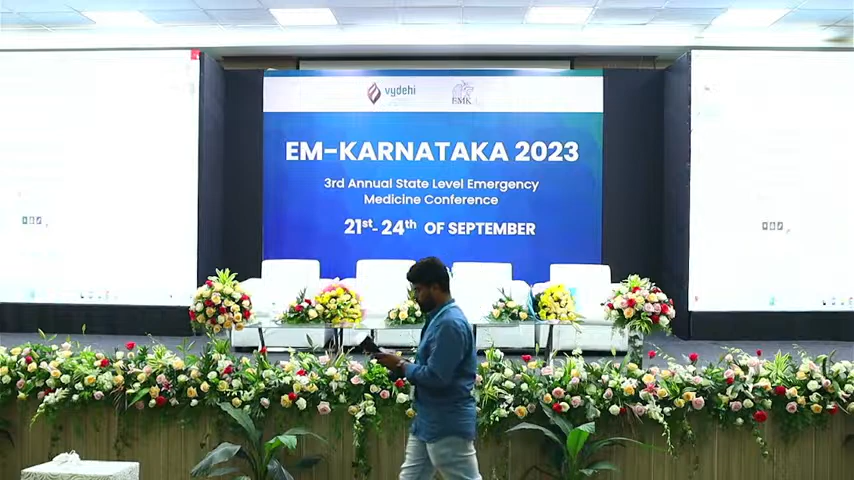 vydehi
EMK
EM-KARNATAKA 2023
3rd Annual State Level Emergency
Medicine Conference
21st- 24th OF SEPTEMBER